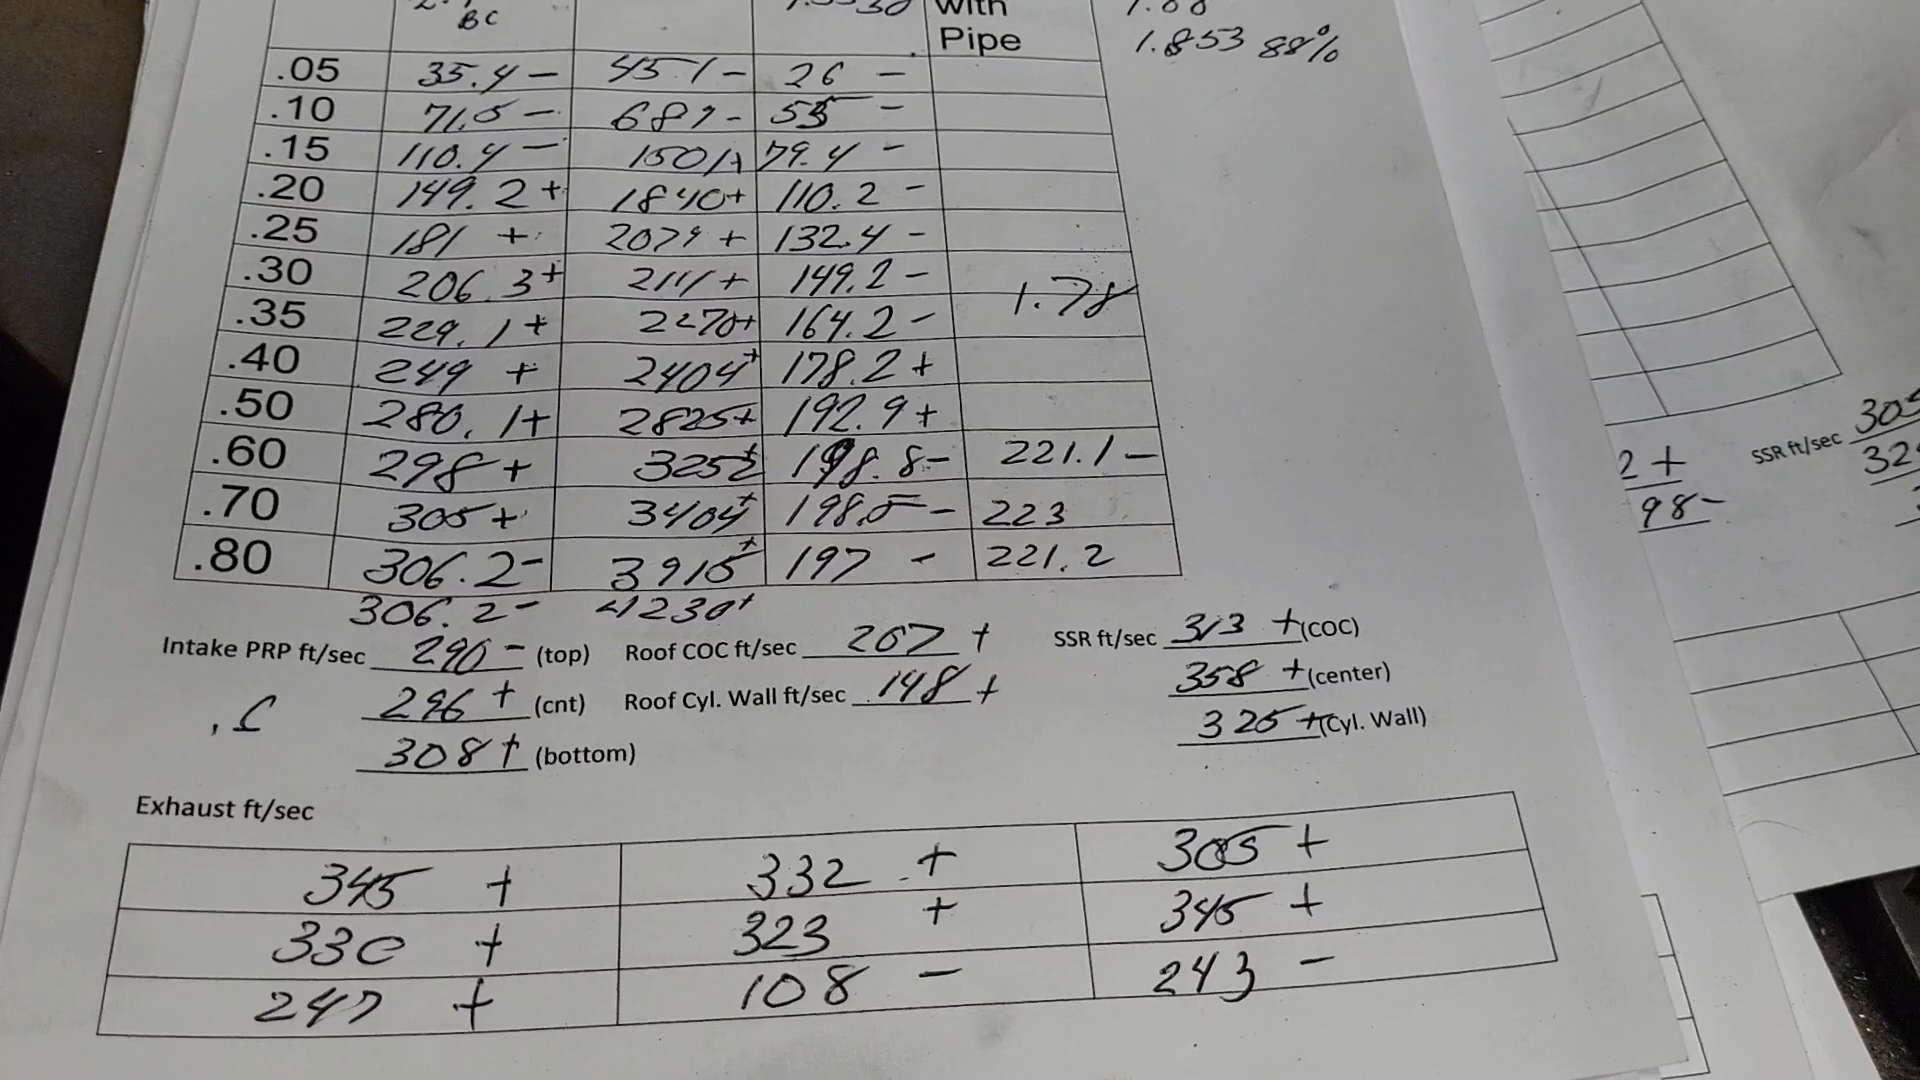 BC With
Pipe
1.853 88%
.05 35.4 - 451 - 26 -
.10 71.5 - 689 - 55 -
.15 110.4 - 1501+ 79.4 -
.20 149.2 + 1840+ 110.2 -
.25 181 + 2079 + 132.4 -
.30 206.3+ 2111+ 149.2 -
1.78
.35 229.1+ 2270+ 164.2 -
.40 249 + 2404+ 178.2 +
.50 280.1+ 2825+ 192.9 +
.60 298 + 3252+ 198.8 - 221.1 -
.70 305 + 3404+ 198.5 - 223
.80 306.2 - 3915+ 197 - 221.2
306.2 - 4230+
Intake PRP ft/sec 290 - (top) Roof COC ft/sec 267 + SSR ft/sec 313 + (COC)
296 + (cnt) Roof Cyl. Wall ft/sec 148 + 358 + (center)
308 + (bottom) 325 + (Cyl. Wall)
Exhaust ft/sec
345 + 332 + 305 +
330 + 323 + 345 +
247 + 108 - 243 -
2 + SSR ft/sec 305
98 -